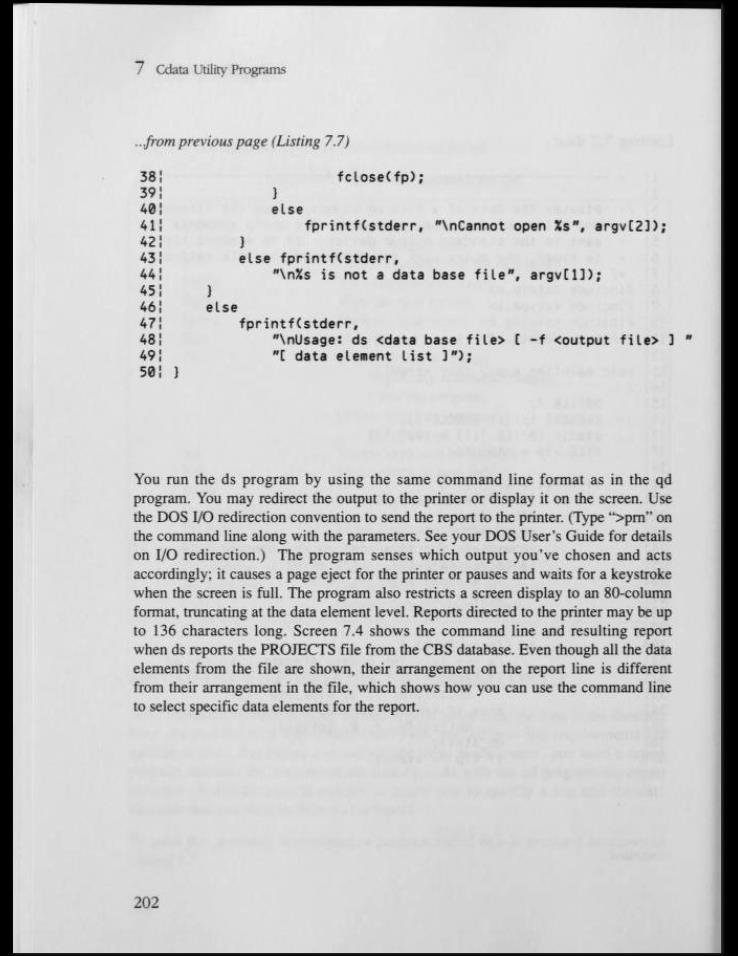 7 Cdata Utility Programs
...from previous page (Listing 7.7)
38¦ fclose(fp);
39¦ }
40¦ else
41¦ fprintf(stderr, "\nCannot open %s", argv[2]);
42¦ }
43¦ else fprintf(stderr,
44¦ "\n%s is not a data base file", argv[1]);
45¦ }
46¦ else
47¦ fprintf(stderr,
48¦ "\nUsage: ds <data base file> [ -f <output file> ] "
49¦ "[ data element list ]");
50¦ }
You run the ds program by using the same command line format as in the qd
program. You may redirect the output to the printer or display it on the screen. Use
the DOS I/O redirection convention to send the report to the printer. (Type “>prn” on
the command line along with the parameters. See your DOS User's Guide for details
on I/O redirection.) The program senses which output you've chosen and acts
accordingly; it causes a page eject for the printer or pauses and waits for a keystroke
when the screen is full. The program also restricts a screen display to an 80-column
format, truncating at the data element level. Reports directed to the printer may be up
to 136 characters long. Screen 7.4 shows the command line and resulting report
when ds reports the PROJECTS file from the CBS database. Even though all the data
elements from the file are shown, their arrangement on the report line is different
from their arrangement in the file, which shows how you can use the command line
to select specific data elements for the report.
202